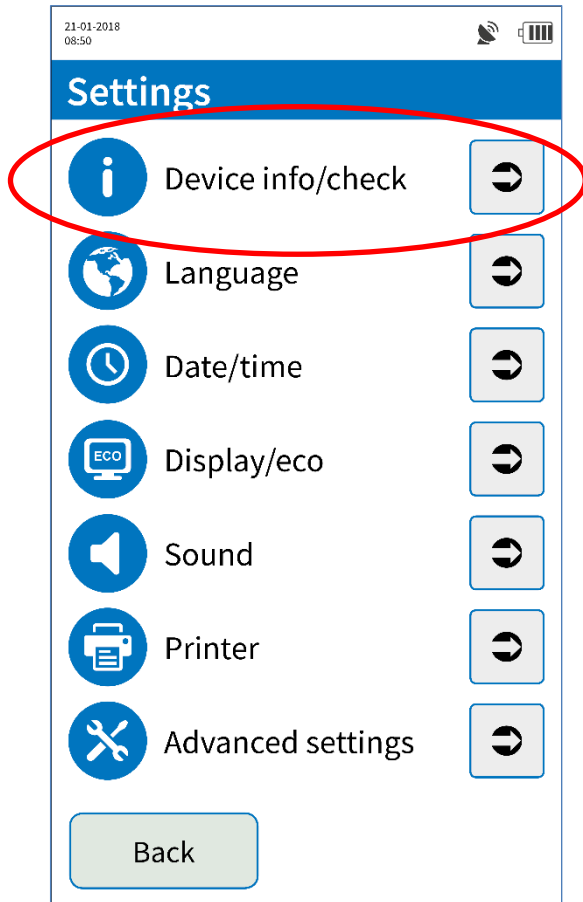 21-01-2018
08:50
Settings
Device info/check
Language
Date/time
ECO
Display/eco
Sound
Printer
Advanced settings
Back